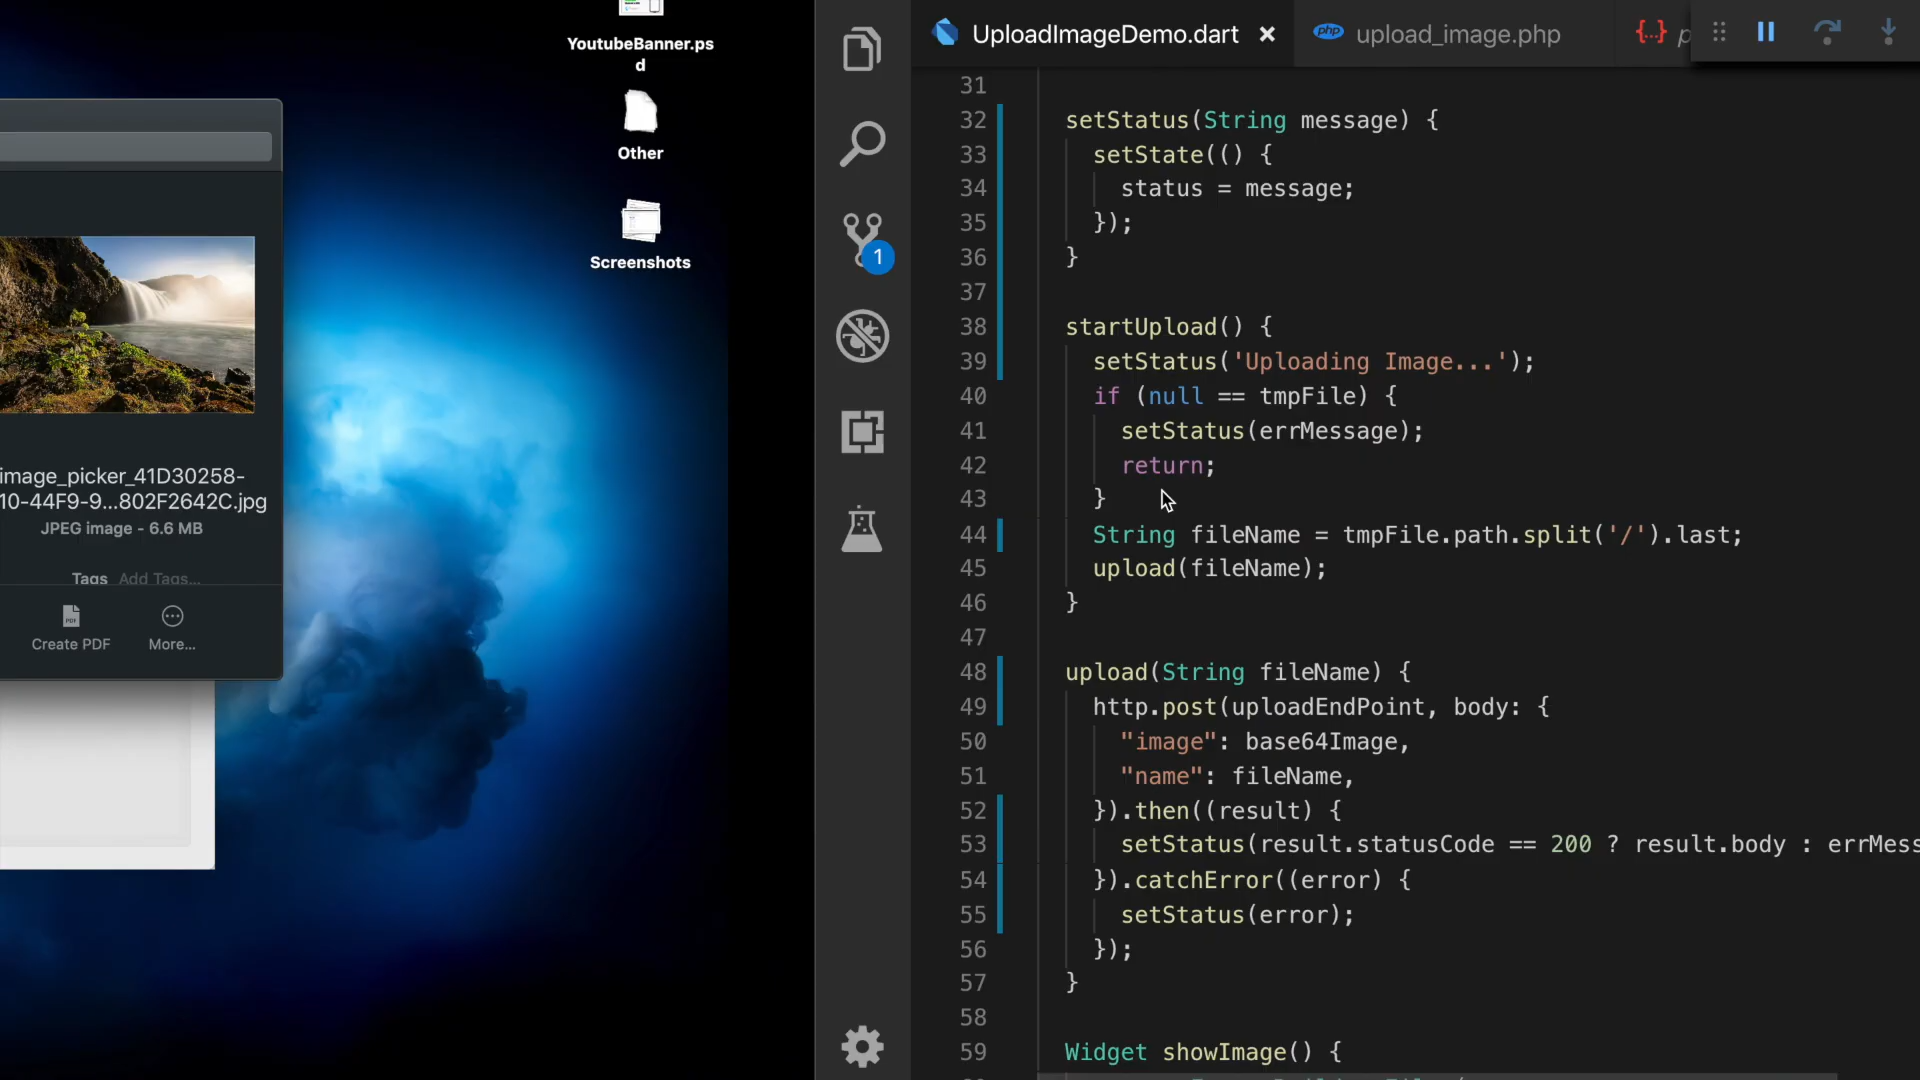 YoutubeBanner.ps
d
Other
Screenshots
image_picker_41D30258-
10-44F9-9...802F2642C.jpg
JPEG image - 6.6 MB
Tags Add Tags...
Create PDF
More...
1
UploadImageDemo.dart
php upload_image.php
{...} p
31
32 setStatus(String message) {
33 setState(() {
34 status = message;
35 });
36 }
37
38 startUpload() {
39 setStatus('Uploading Image...');
40 if (null == tmpFile) {
41 setStatus(errMessage);
42 return;
43 }
44 String fileName = tmpFile.path.split('/').last;
45 upload(fileName);
46 }
47
48 upload(String fileName) {
49 http.post(uploadEndPoint, body: {
50 "image": base64Image,
51 "name": fileName,
52 }).then((result) {
53 setStatus(result.statusCode == 200 ? result.body : errMess
54 }).catchError((error) {
55 setStatus(error);
56 });
57 }
58
59 Widget showImage() {